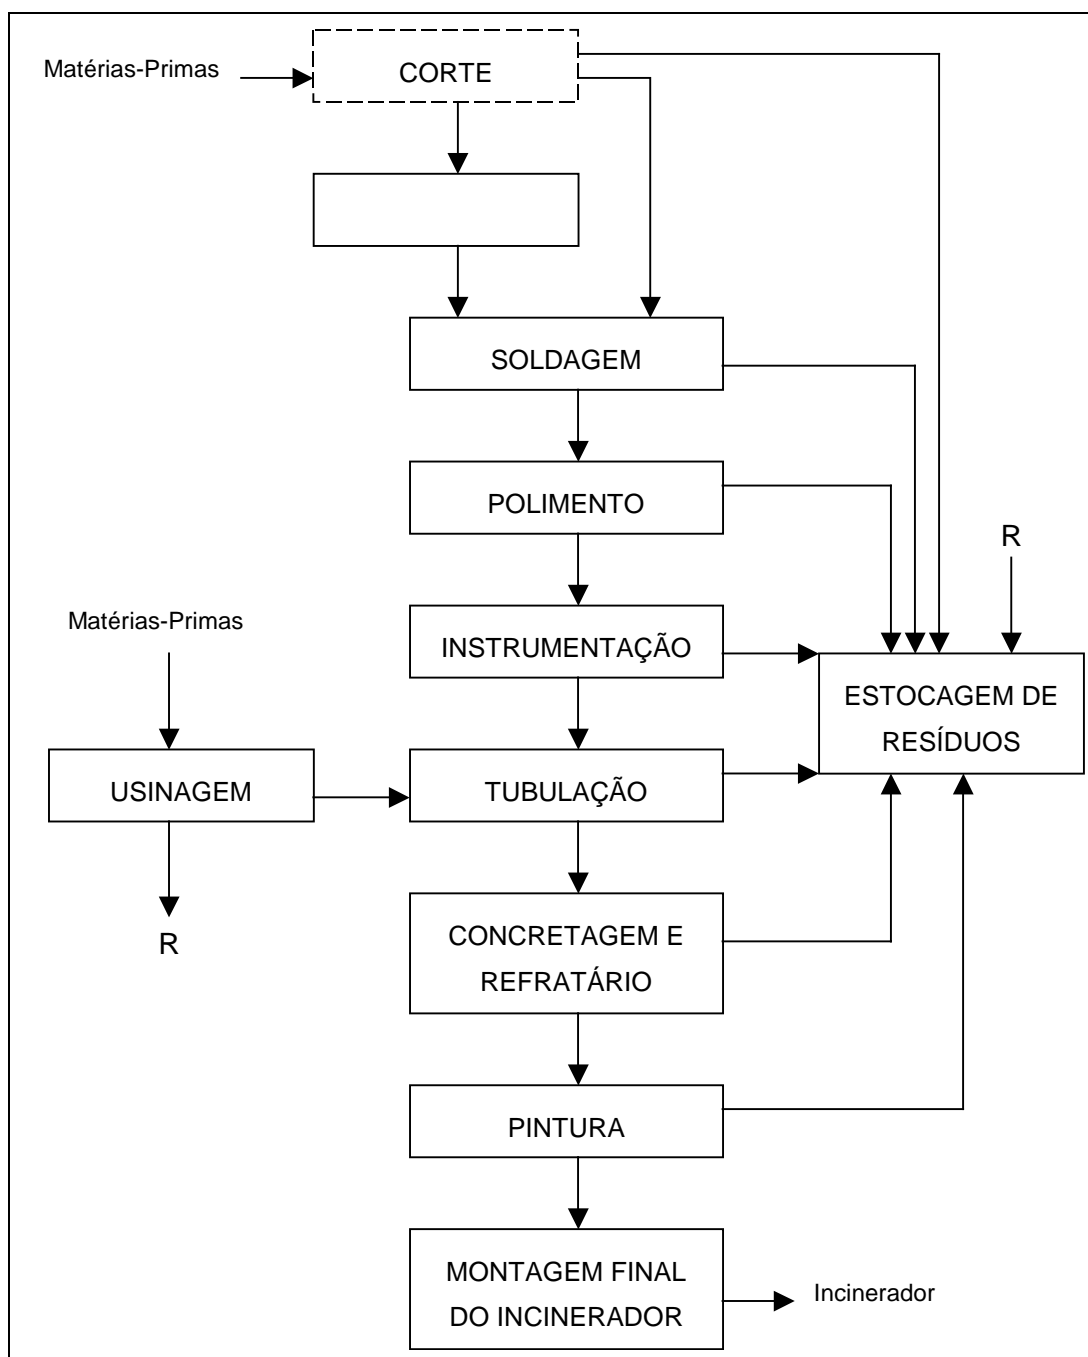 Matérias-Primas
CORTE
SOLDAGEM
POLIMENTO
R
Matérias-Primas
INSTRUMENTAÇÃO
ESTOCAGEM DE
RESÍDUOS
USINAGEM
TUBULAÇÃO
R
CONCRETAGEM E
REFRATÁRIO
PINTURA
MONTAGEM FINAL
DO INCINERADOR
Incinerador